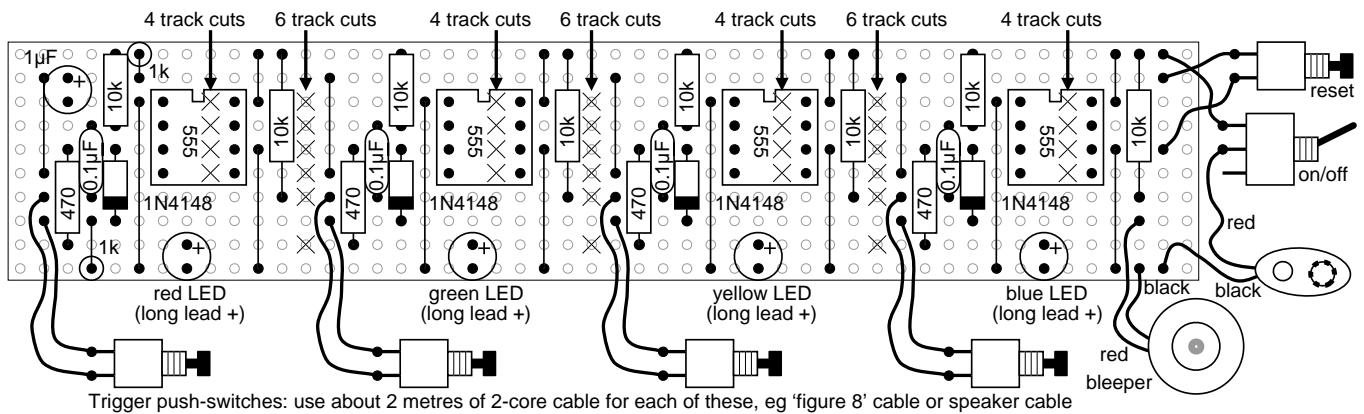 4 track cuts 6 track cuts 4 track cuts 6 track cuts 4 track cuts 6 track cuts 4 track cuts
1µF
+
1k
10k
555
10k
470
0.1µF
1N4148
1k
+
red LED
(long lead +)
10k
555
10k
470
0.1µF
1N4148
+
green LED
(long lead +)
10k
555
10k
470
0.1µF
1N4148
+
yellow LED
(long lead +)
10k
555
10k
470
0.1µF
1N4148
+
blue LED
(long lead +)
reset
on/off
red
black
black
red
bleeper
Trigger push-switches: use about 2 metres of 2-core cable for each of these, eg ‘figure 8’ cable or speaker cable